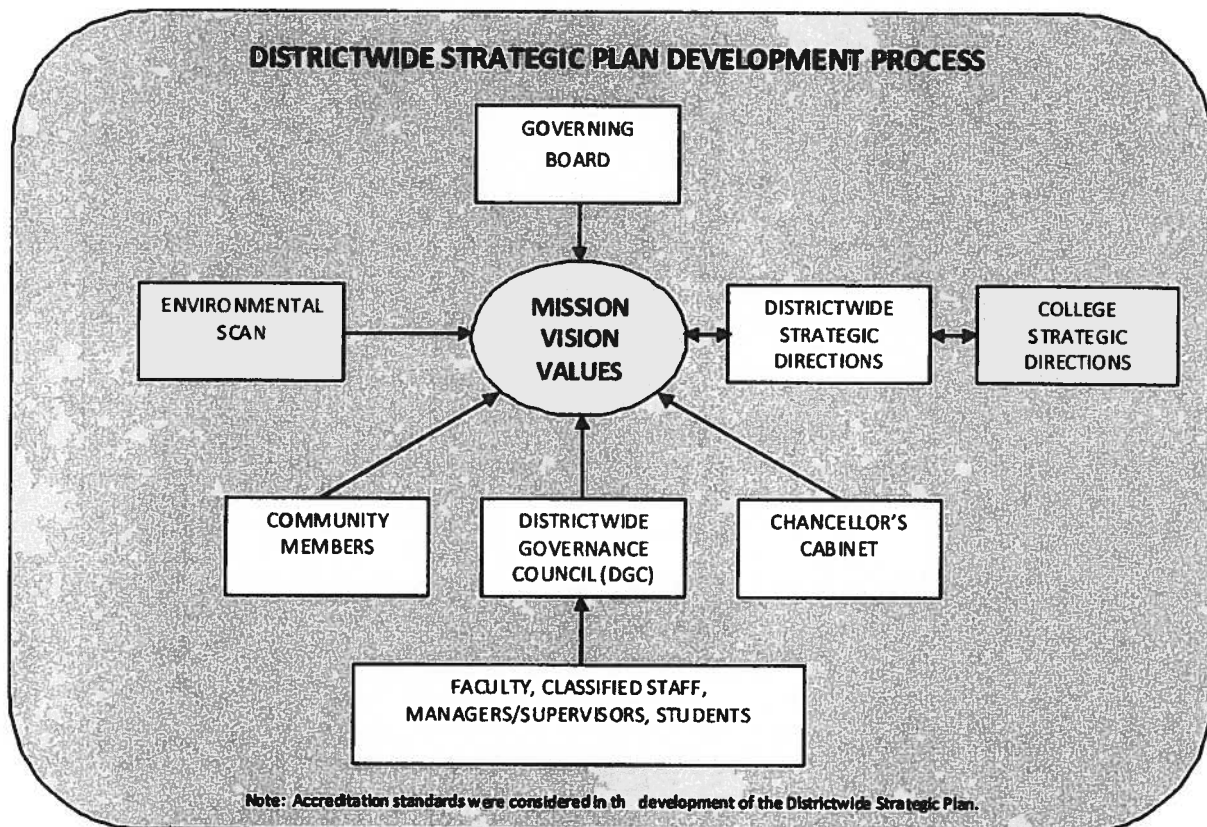 DISTRICTWIDE STRATEGIC PLAN DEVELOPMENT PROCESS
GOVERNING
BOARD
ENVIRONMENTAL
SCAN
MISSION
VISION
VALUES
DISTRICTWIDE
STRATEGIC
DIRECTIONS
COLLEGE
STRATEGIC
DIRECTIONS
COMMUNITY
MEMBERS
DISTRICTWIDE
GOVERNANCE
COUNCIL (DGC)
CHANCELLOR'S
CABINET
FACULTY, CLASSIFIED STAFF,
MANAGERS/SUPERVISORS, STUDENTS
Note: Accreditation standards were considered in th development of the Districtwide Strategic Plan.